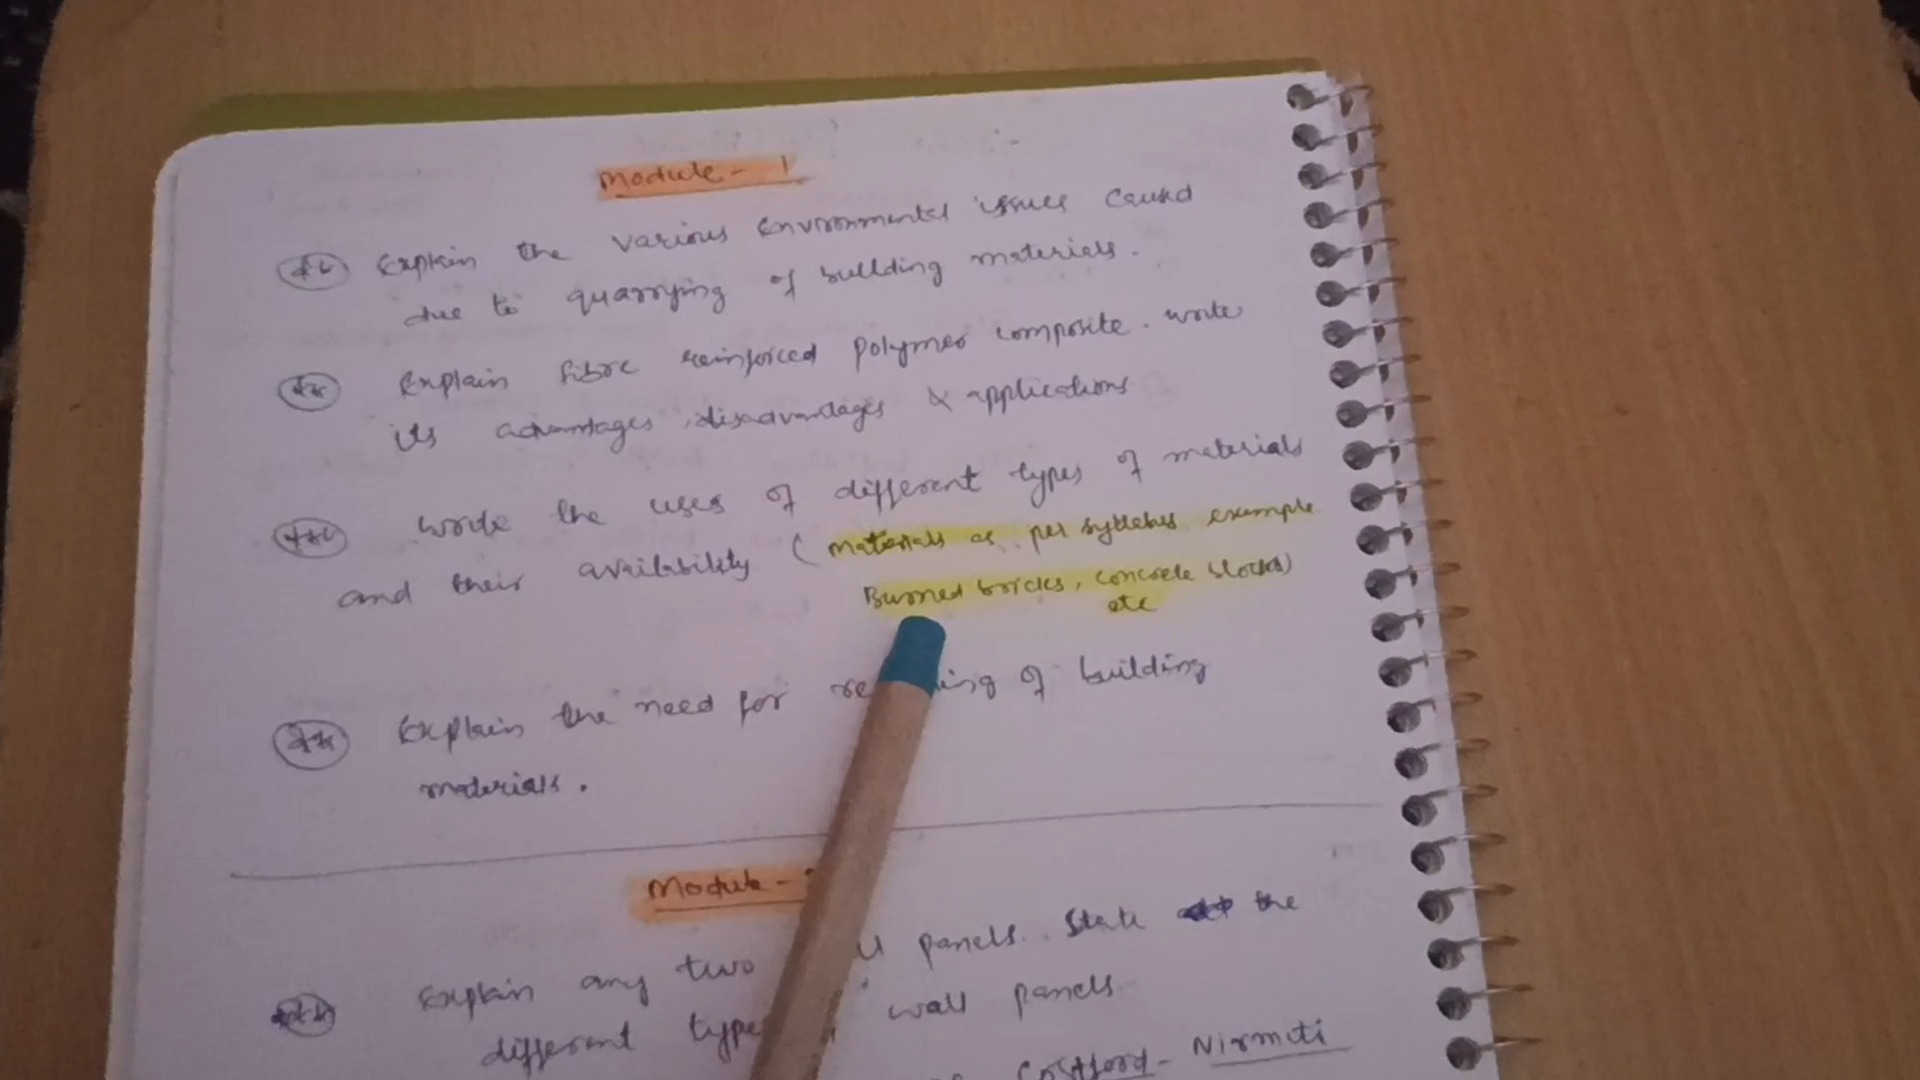 Module - 1
Explain the various Environmental issues caused
due to quarrying of building materials.
Explain fibre reinforced polymer composite. write
its advantages, disadvantages & applications
write the uses of different types of materials
and their availability ( materials as per syllabus example
Burned bricks, concrete blocks)
etc
Explain the need for of building
materials.
Module -
Explain any two panels. State the
different wall panels.
Costford - Nirmiti